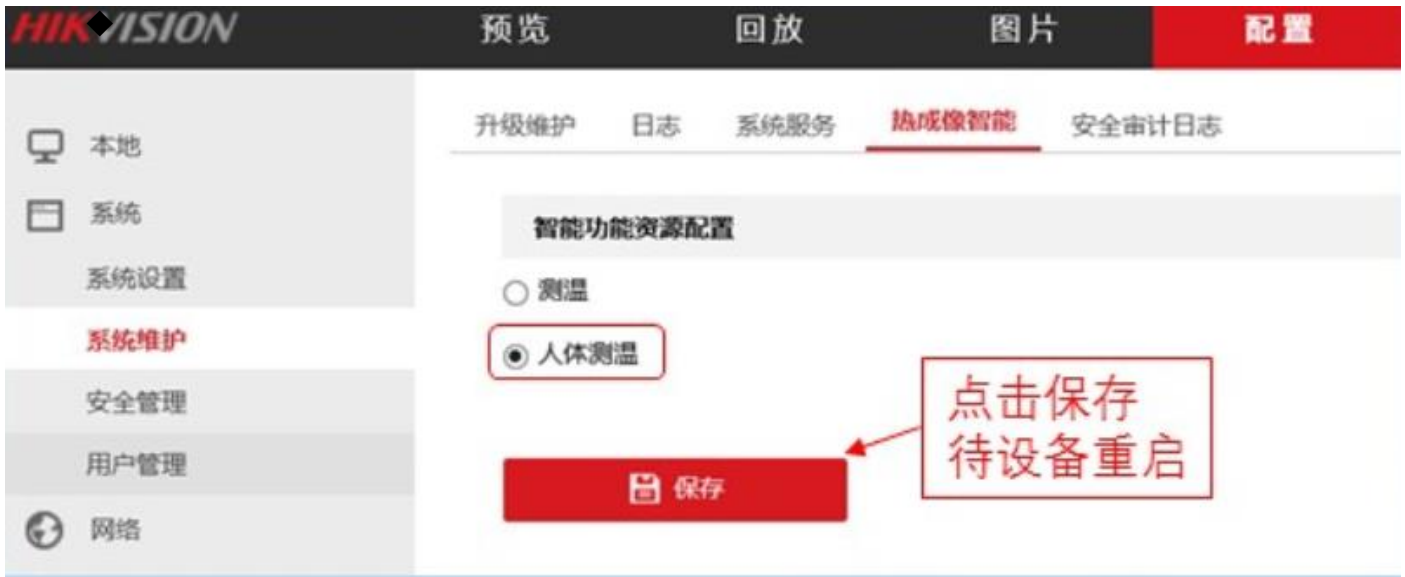 HIKVISION 预览 回放 图片 配置
升级维护 日志 系统服务 热成像智能 安全审计日志
本地
系统
系统设置
系统维护
安全管理
用户管理
网络
智能功能资源配置
测温
人体测温
保存
点击保存
待设备重启